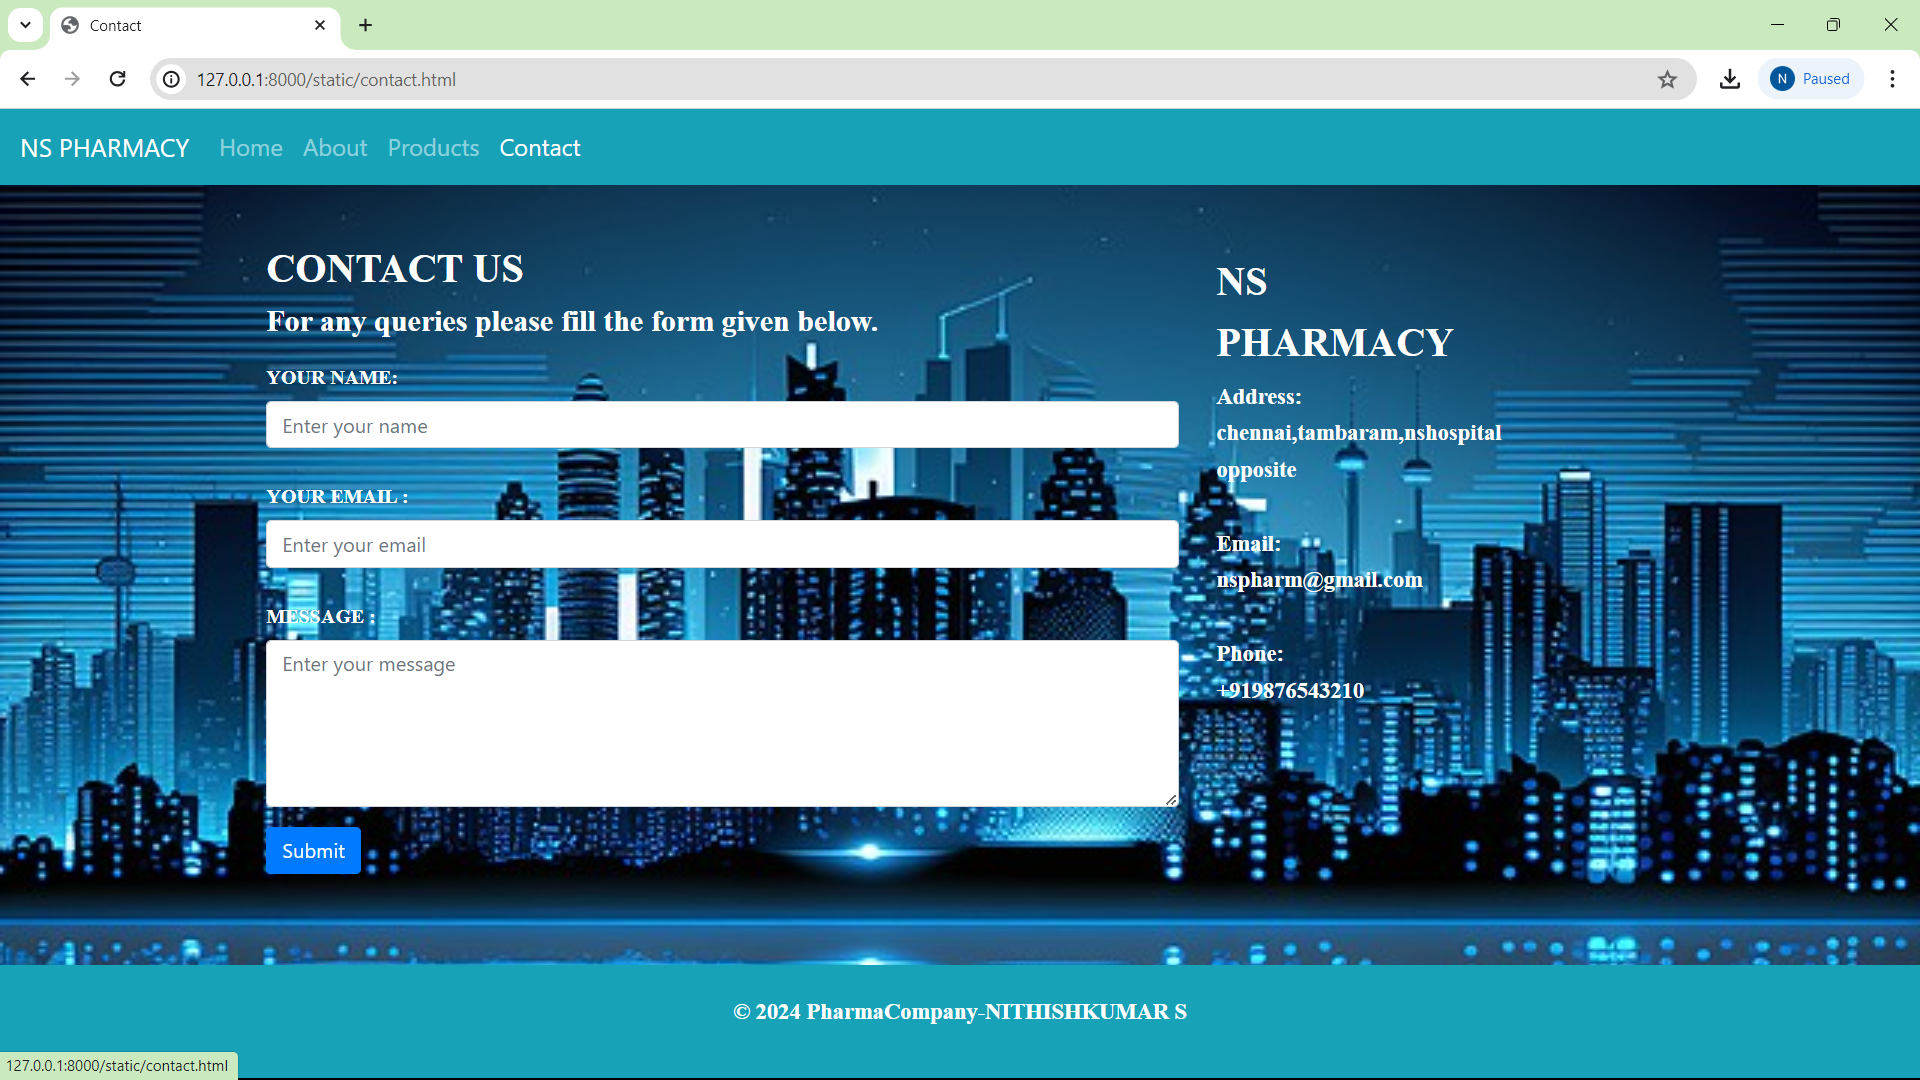 Contact
127.0.0.1:8000/static/contact.html
N Paused
NS PHARMACY Home About Products Contact
CONTACT US
For any queries please fill the form given below.
YOUR NAME:
Enter your name
YOUR EMAIL :
Enter your email
MESSAGE :
Enter your message
Submit
NS
PHARMACY
Address:
chennai,tambaram,nshospital
opposite
Email:
nspharm@gmail.com
Phone:
+919876543210
© 2024 PharmaCompany-NITHISHKUMAR S
127.0.0.1:8000/static/contact.html